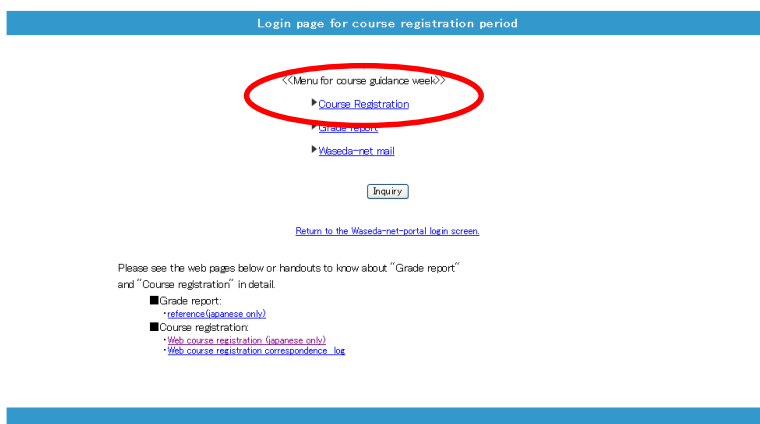 Login page for course registration period
<<Menu for course guidance week>>
▶Course Registration
▶Grade report
▶Waseda-net mail
Inquiry
Return to the Waseda-net-portal login screen.
Please see the web pages below or handouts to know about "Grade report"
and "Course registration" in detail.
■Grade report:
・reference(japanese only)
■Course registration:
・Web course registration (japanese only)
・Web course registration correspondence log